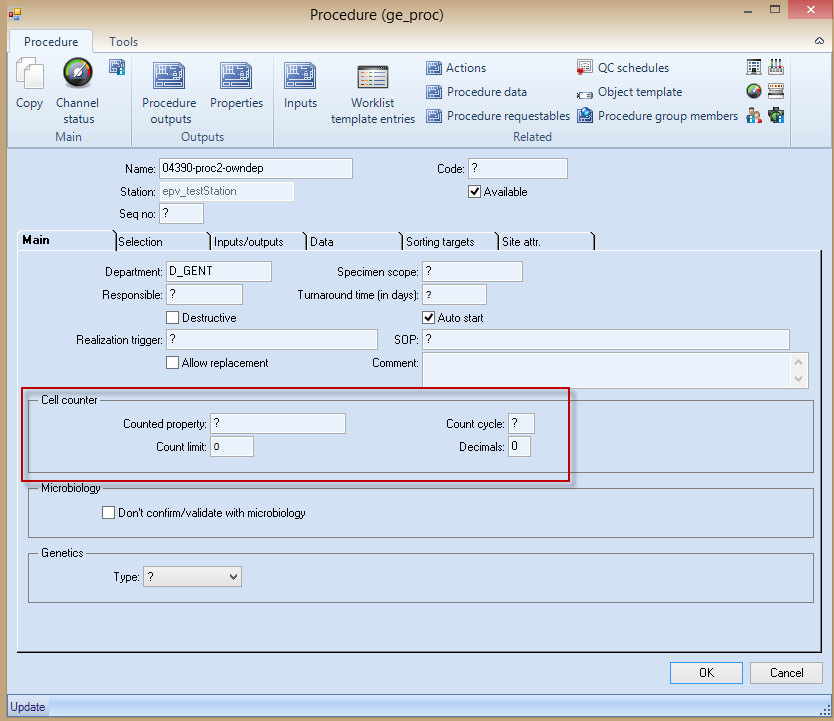 Procedure (ge_proc)
Procedure Tools
Copy
Channel status
Main
Procedure outputs
Properties
Outputs
Inputs
Worklist template entries
Actions
Procedure data
Procedure requestables
QC schedules
Object template
Procedure group members
Related
Name: 04390-proc2-owndep Code: ?
Station: epv_testStation Available
Seq no: ?
Main Selection Inputs/outputs Data Sorting targets Site attr.
Department: D_GENT Specimen scope: ?
Responsible: ? Turnaround time (in days): ?
Destructive Auto start
Realization trigger: ? SOP: ?
Allow replacement Comment:
Cell counter
Counted property: ? Count cycle: ?
Count limit: 0 Decimals: 0
Microbiology
Don't confirm/validate with microbiology
Genetics
Type: ?
OK Cancel
Update